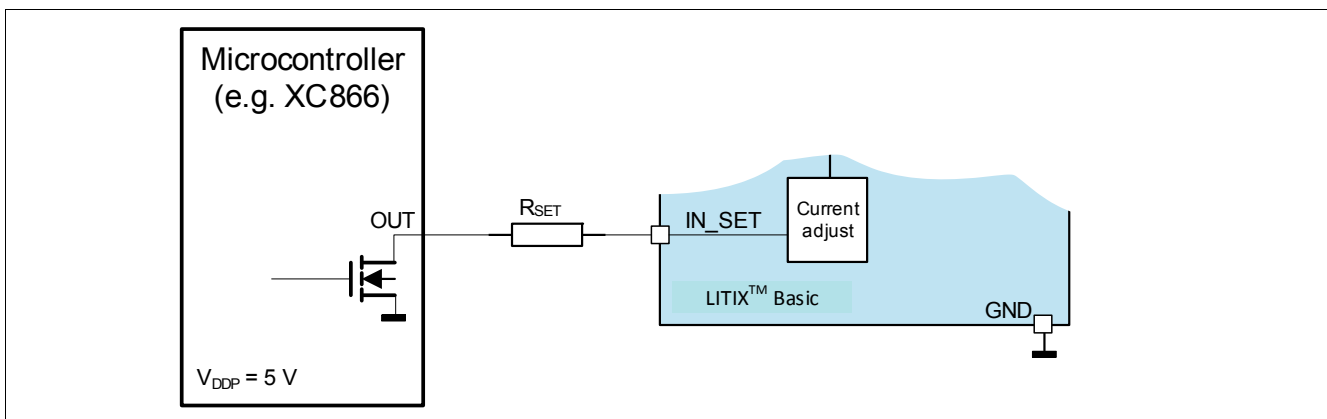 Microcontroller
(e.g. XC866)
OUT
RSET
IN_SET
Current
adjust
LITIX™ Basic
GND
VDDP = 5 V